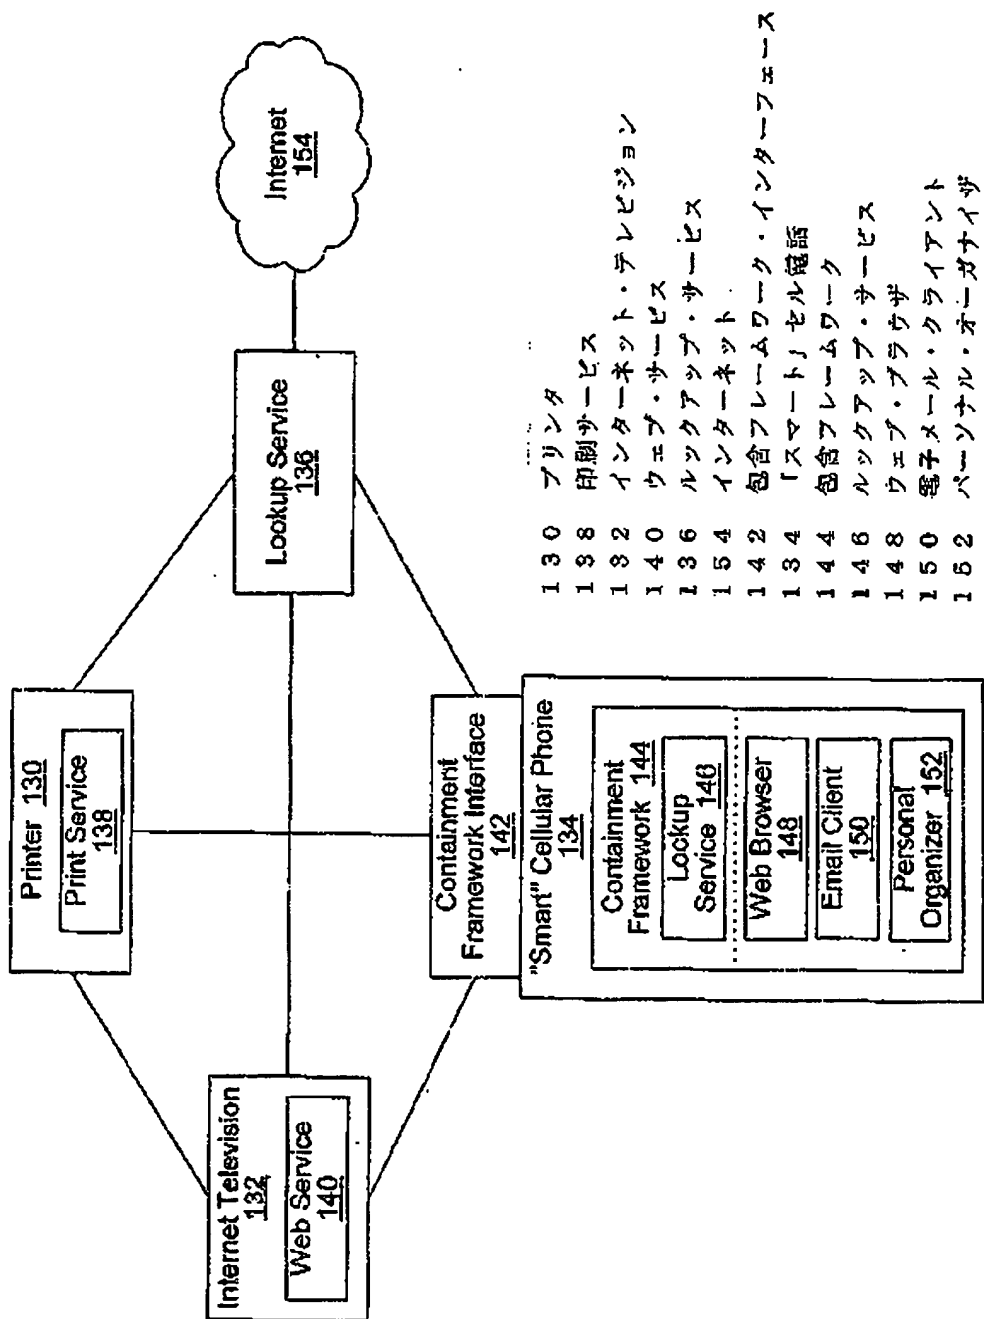 Printer 130
Print Service
138
Internet Television
132
Web Service
140
Lookup Service
136
Internet
154
Containment
Framework Interface
142
"Smart" Cellular Phone
134
Containment
Framework 144
Lookup
Service 146
Web Browser
148
Email Client
150
Personal
Organizer 152
130 プリンタ
138 印刷サービス
132 インターネット・テレビジョン
140 ウェブ・サービス
136 ルックアップ・サービス
154 インターネット
142 包含フレームワーク・インターフェース
134 「スマート」セル電話
144 包含フレームワーク
146 ルックアップ・サービス
148 ウェブ・ブラウザ
150 電子メール・クライアント
152 パーソナル・オーガナイザ